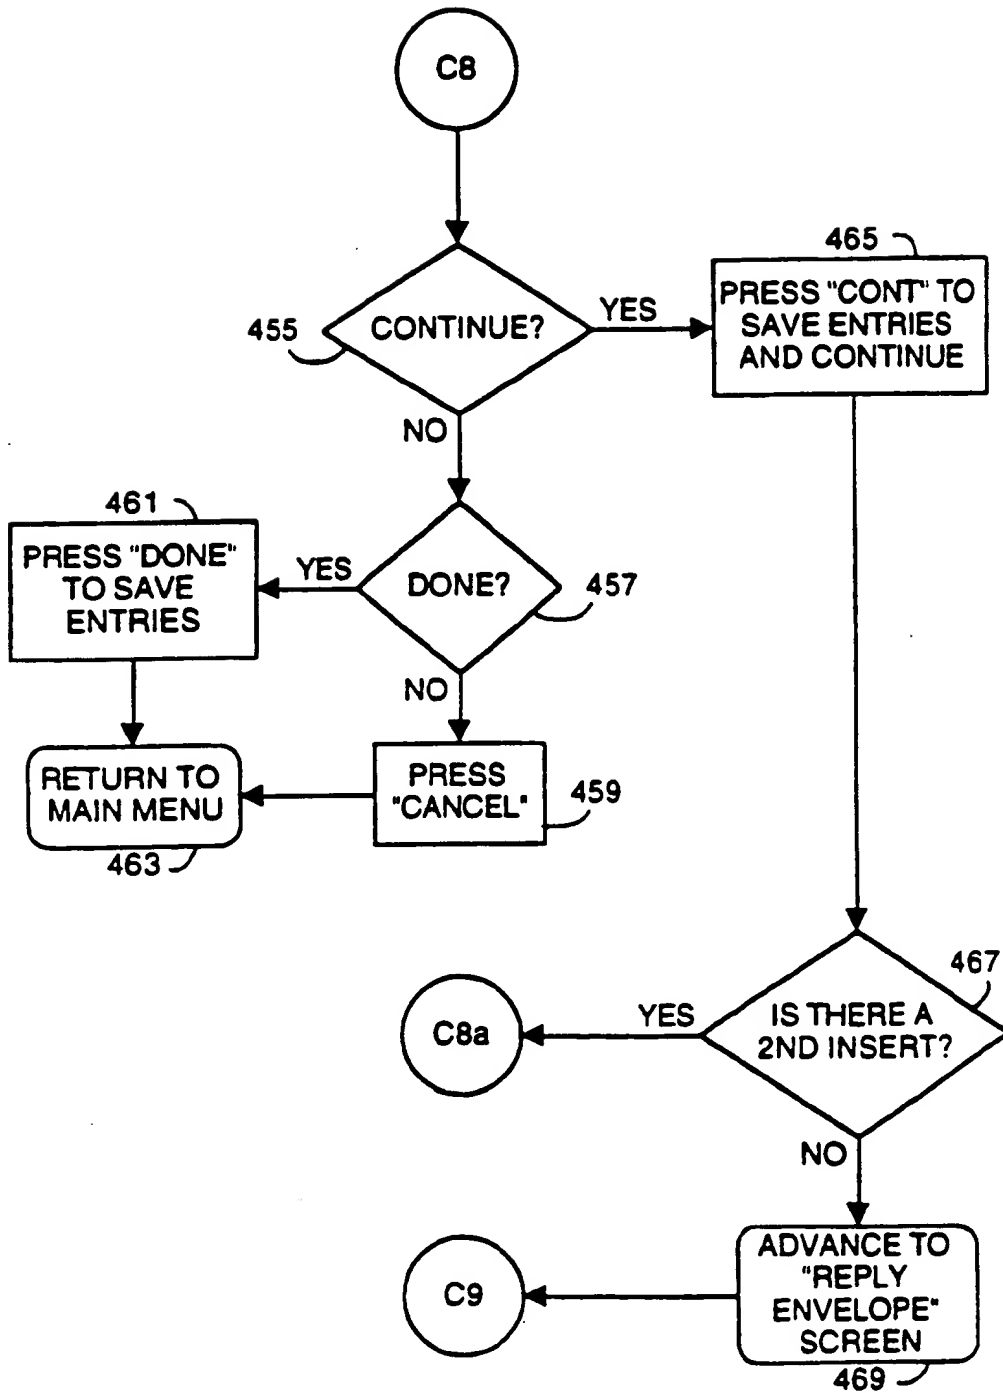 C8
465
PRESS "CONT" TO
SAVE ENTRIES
AND CONTINUE
455
CONTINUE?
YES
NO
461
PRESS "DONE"
TO SAVE
ENTRIES
YES
DONE?
457
NO
RETURN TO
MAIN MENU
463
PRESS
"CANCEL"
459
467
C8a
YES
IS THERE A
2ND INSERT?
NO
C9
ADVANCE TO
"REPLY
ENVELOPE"
SCREEN
469